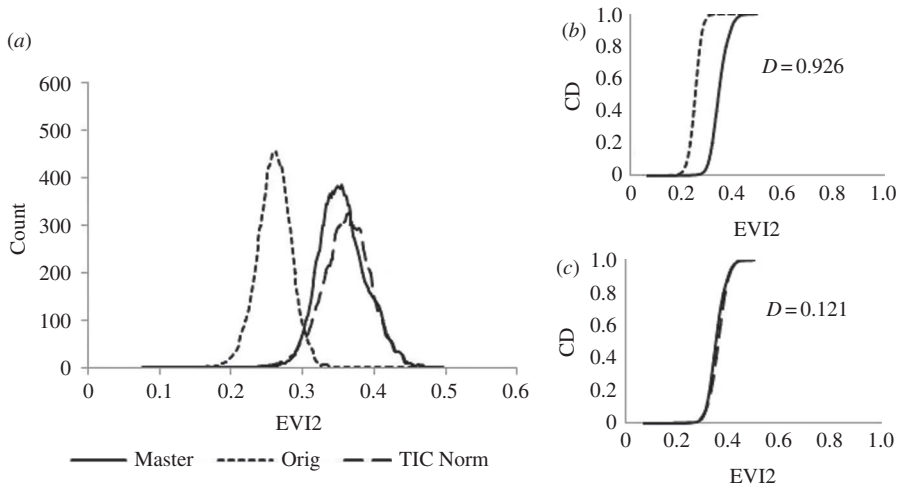 (a)
600
500
400
300
200
100
0
Count
0 0.1 0.2 0.3 0.4 0.5 0.6
EVI2
Master Orig TIC Norm
(b)
1.0
0.8
0.6
0.4
0.2
0
CD
D = 0.926
0 0.2 0.4 0.6 0.8 1.0
EVI2
(c)
1.0
0.8
0.6
0.4
0.2
0
CD
D = 0.121
0 0.2 0.4 0.6 0.8 1.0
EVI2